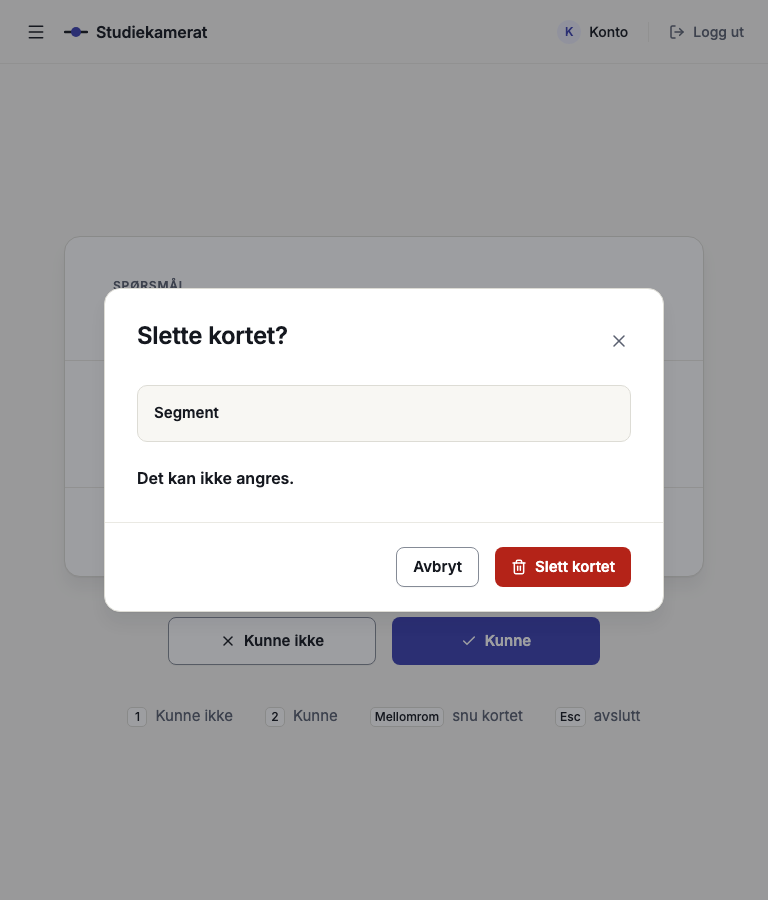 Studiekamerat
K Konto
Logg ut
SPØRSMÅL
Slette kortet?
Segment
Det kan ikke angres.
Avbryt
Slett kortet
Kunne ikke
Kunne
1 Kunne ikke
2 Kunne
Mellomrom snu kortet
Esc avslutt